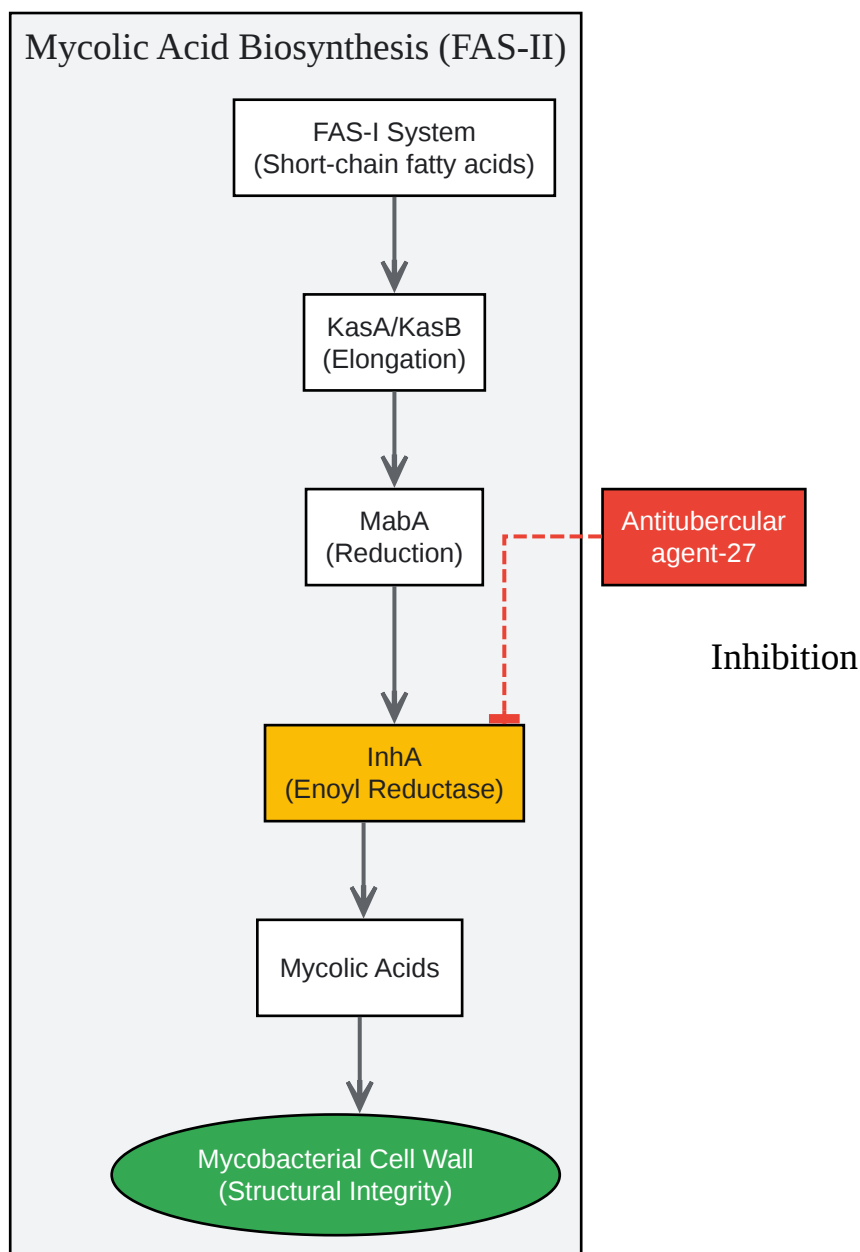 Mycolic Acid Biosynthesis (FAS-II)
FAS-I System
(Short-chain fatty acids)
KasA/KasB
(Elongation)
MabA
(Reduction)
Antitubercular
agent-27
Inhibition
InhA
(Enoyl Reductase)
Mycolic Acids
Mycobacterial Cell Wall
(Structural Integrity)